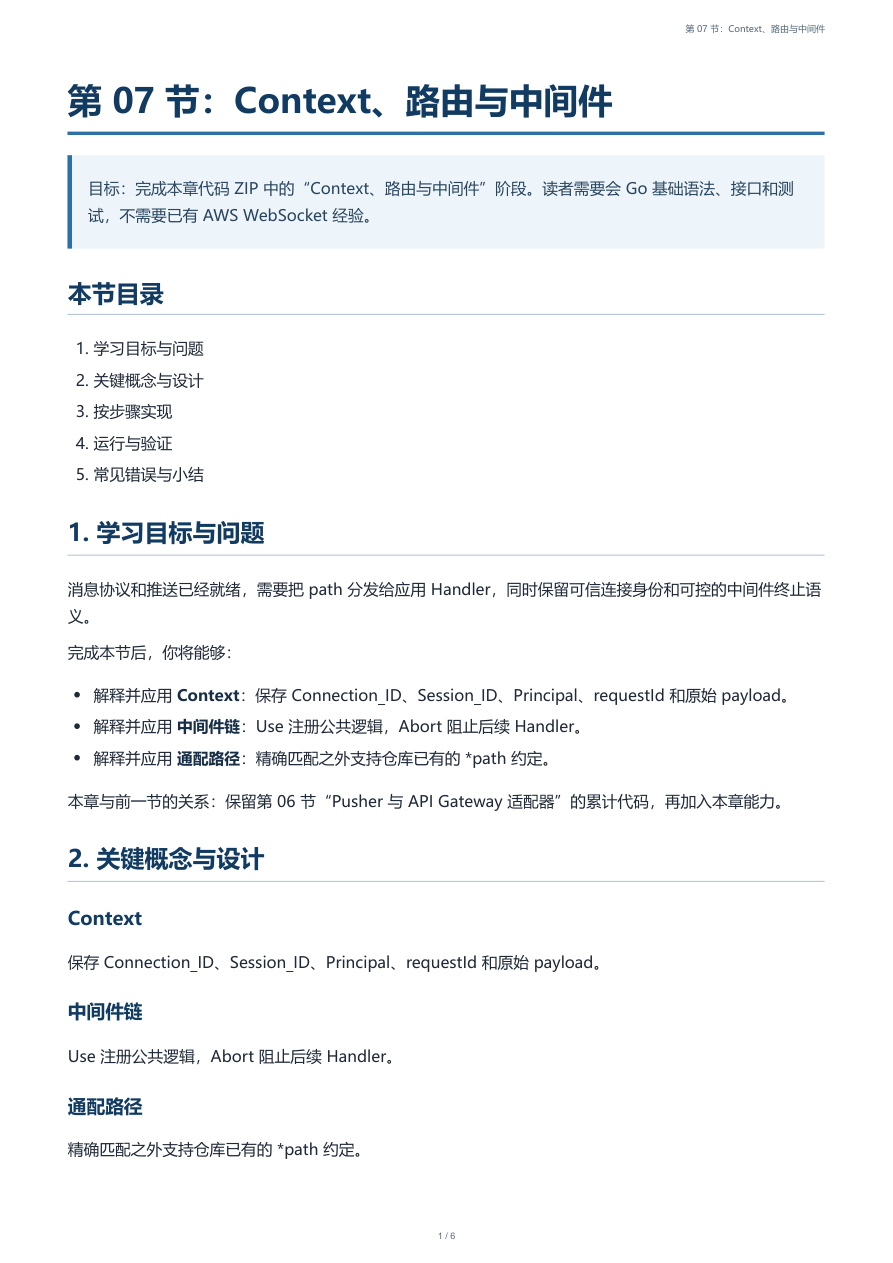 第 07 节：Context、路由与中间件
第 07 节：Context、路由与中间件
目标：完成本章代码 ZIP 中的“Context、路由与中间件”阶段。读者需要会 Go 基础语法、接口和测
试，不需要已有 AWS WebSocket 经验。
本节目录
1. 学习目标与问题
2. 关键概念与设计
3. 按步骤实现
4. 运行与验证
5. 常见错误与小结
1. 学习目标与问题
消息协议和推送已经就绪，需要把 path 分发给应用 Handler，同时保留可信连接身份和可控的中间件终止语
义。
完成本节后，你将能够：
• 解释并应用 Context：保存 Connection_ID、Session_ID、Principal、requestId 和原始 payload。
• 解释并应用 中间件链：Use 注册公共逻辑，Abort 阻止后续 Handler。
• 解释并应用 通配路径：精确匹配之外支持仓库已有的 *path 约定。
本章与前一节的关系：保留第 06 节“Pusher 与 API Gateway 适配器”的累计代码，再加入本章能力。
2. 关键概念与设计
Context
保存 Connection_ID、Session_ID、Principal、requestId 和原始 payload。
中间件链
Use 注册公共逻辑，Abort 阻止后续 Handler。
通配路径
精确匹配之外支持仓库已有的 *path 约定。
1 / 6